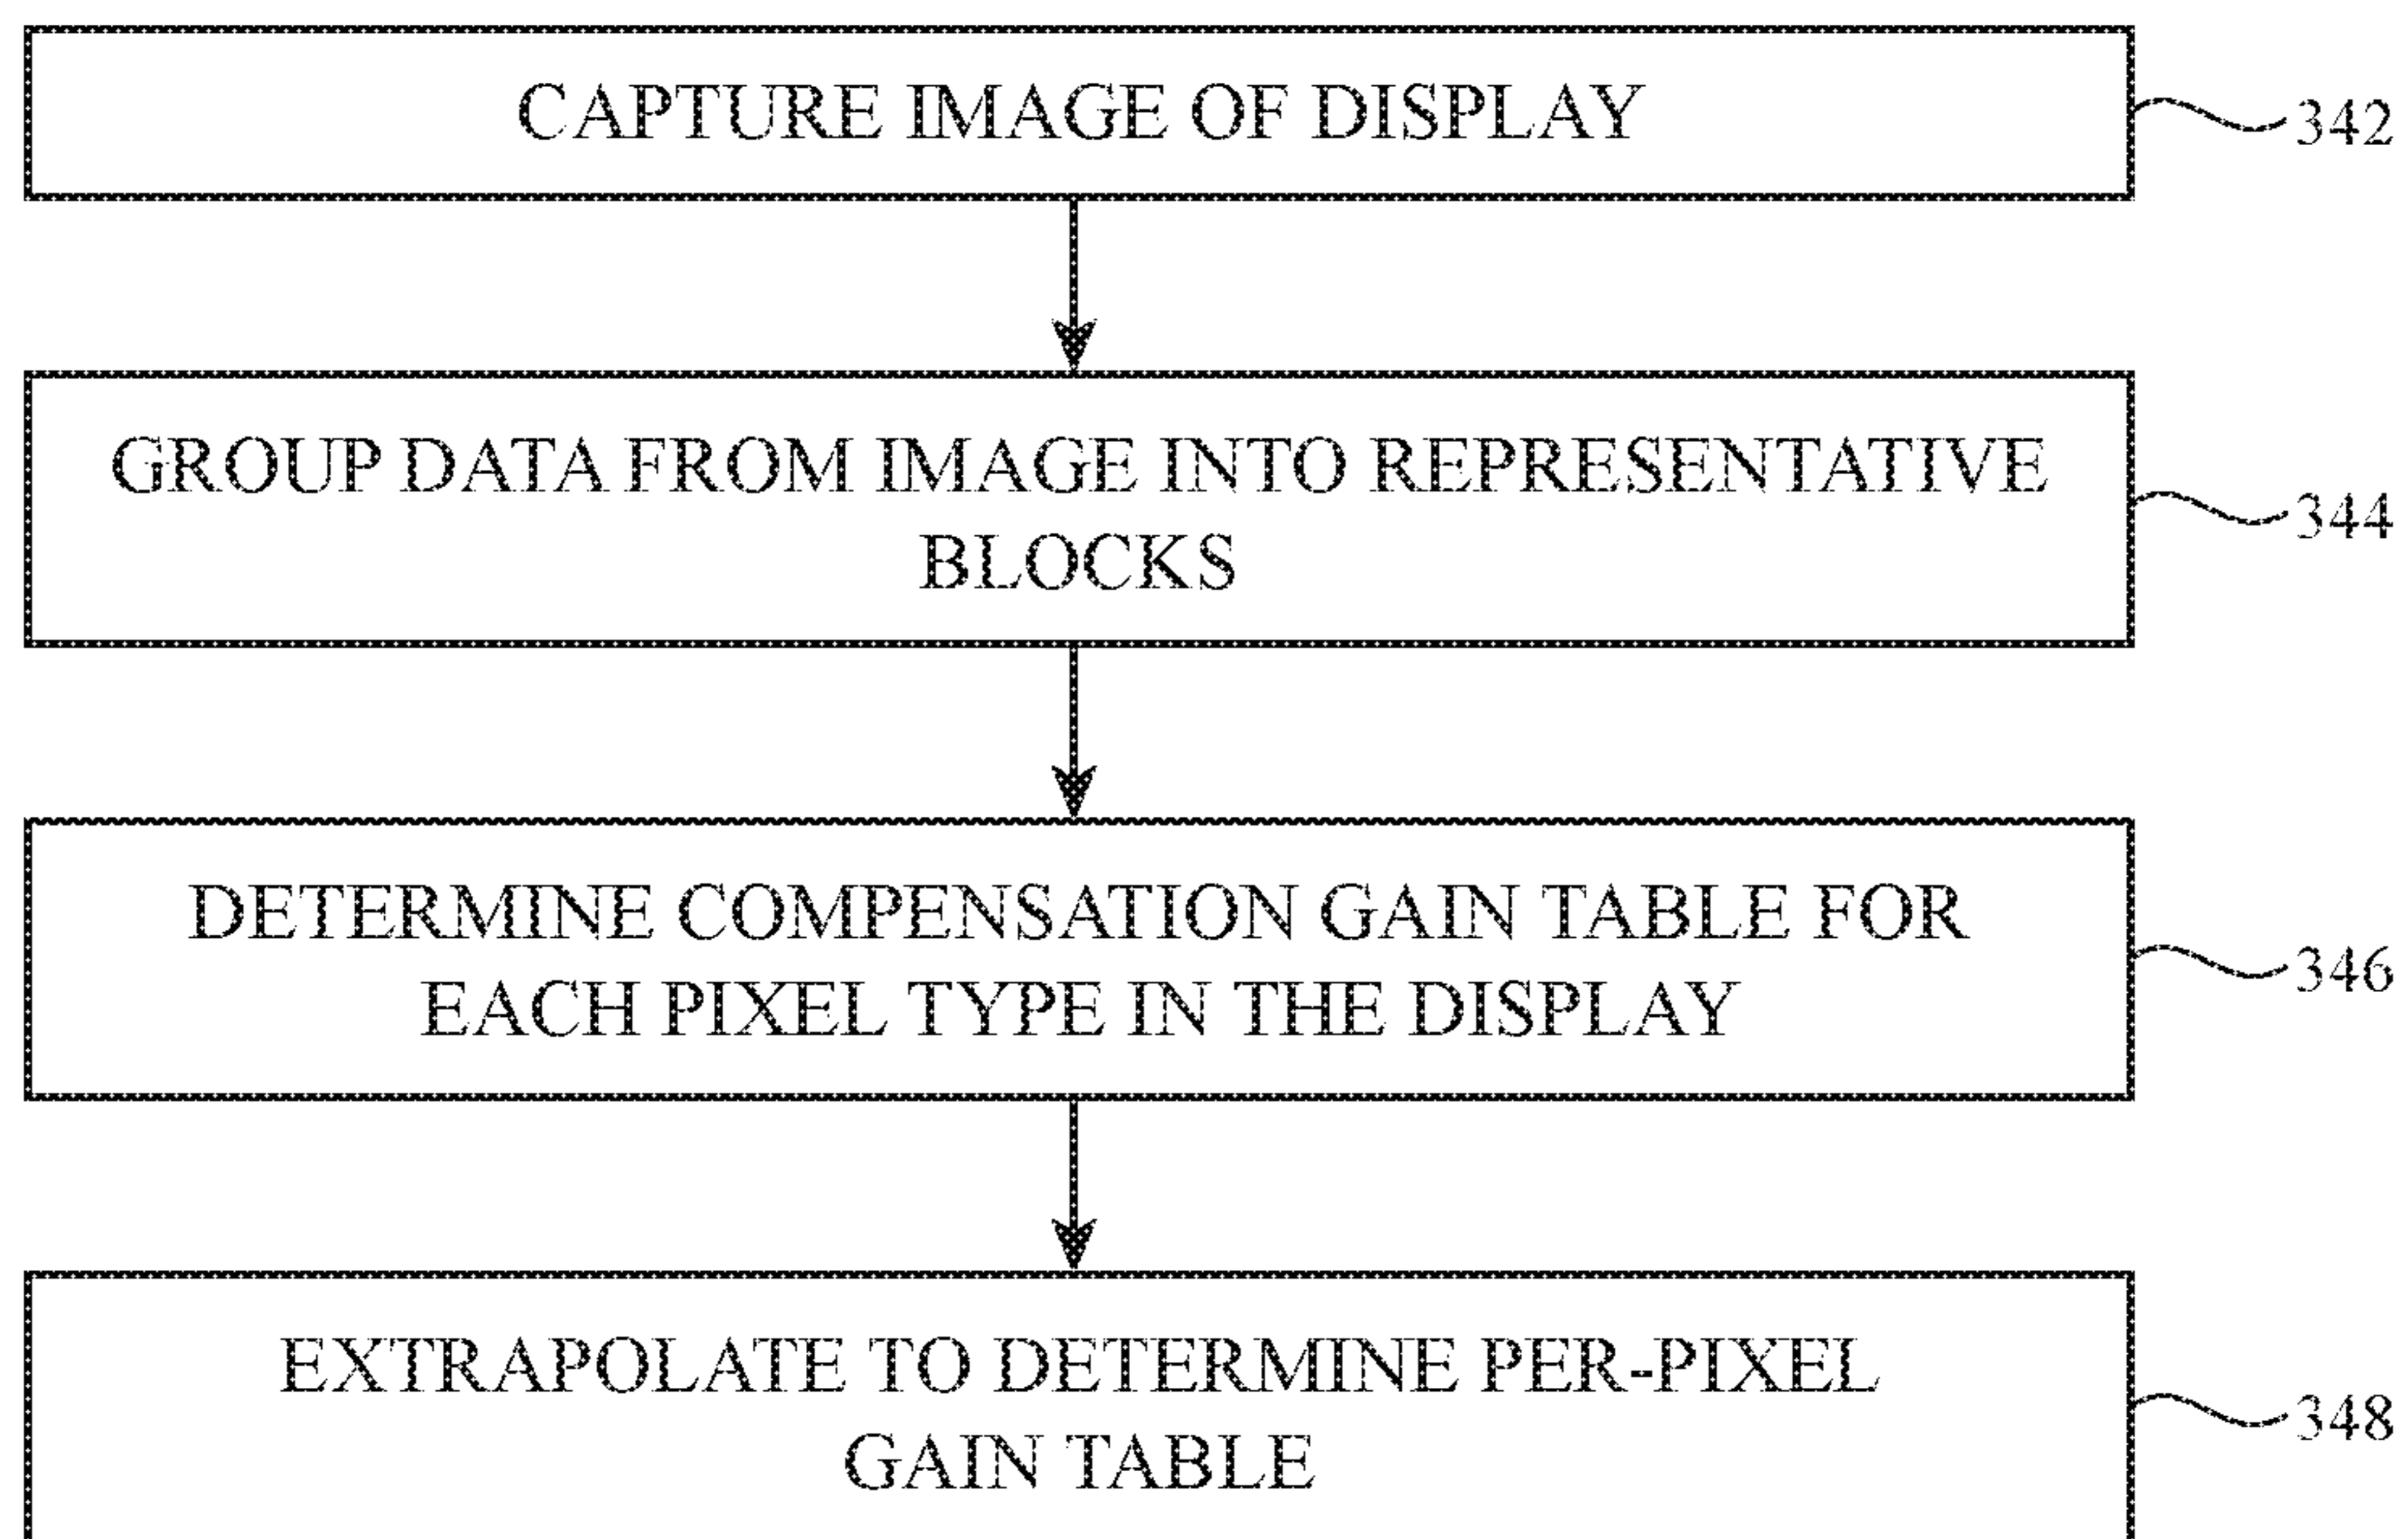 CAPTURE IMAGE OF DISPLAY
342
GROUP DATA FROM IMAGE INTO REPRESENTATIVE
BLOCKS
344
DETERMINE COMPENSATION GAIN TABLE FOR
EACH PIXEL TYPE IN THE DISPLAY
346
EXTRAPOLATE TO DETERMINE PER-PIXEL
GAIN TABLE
348